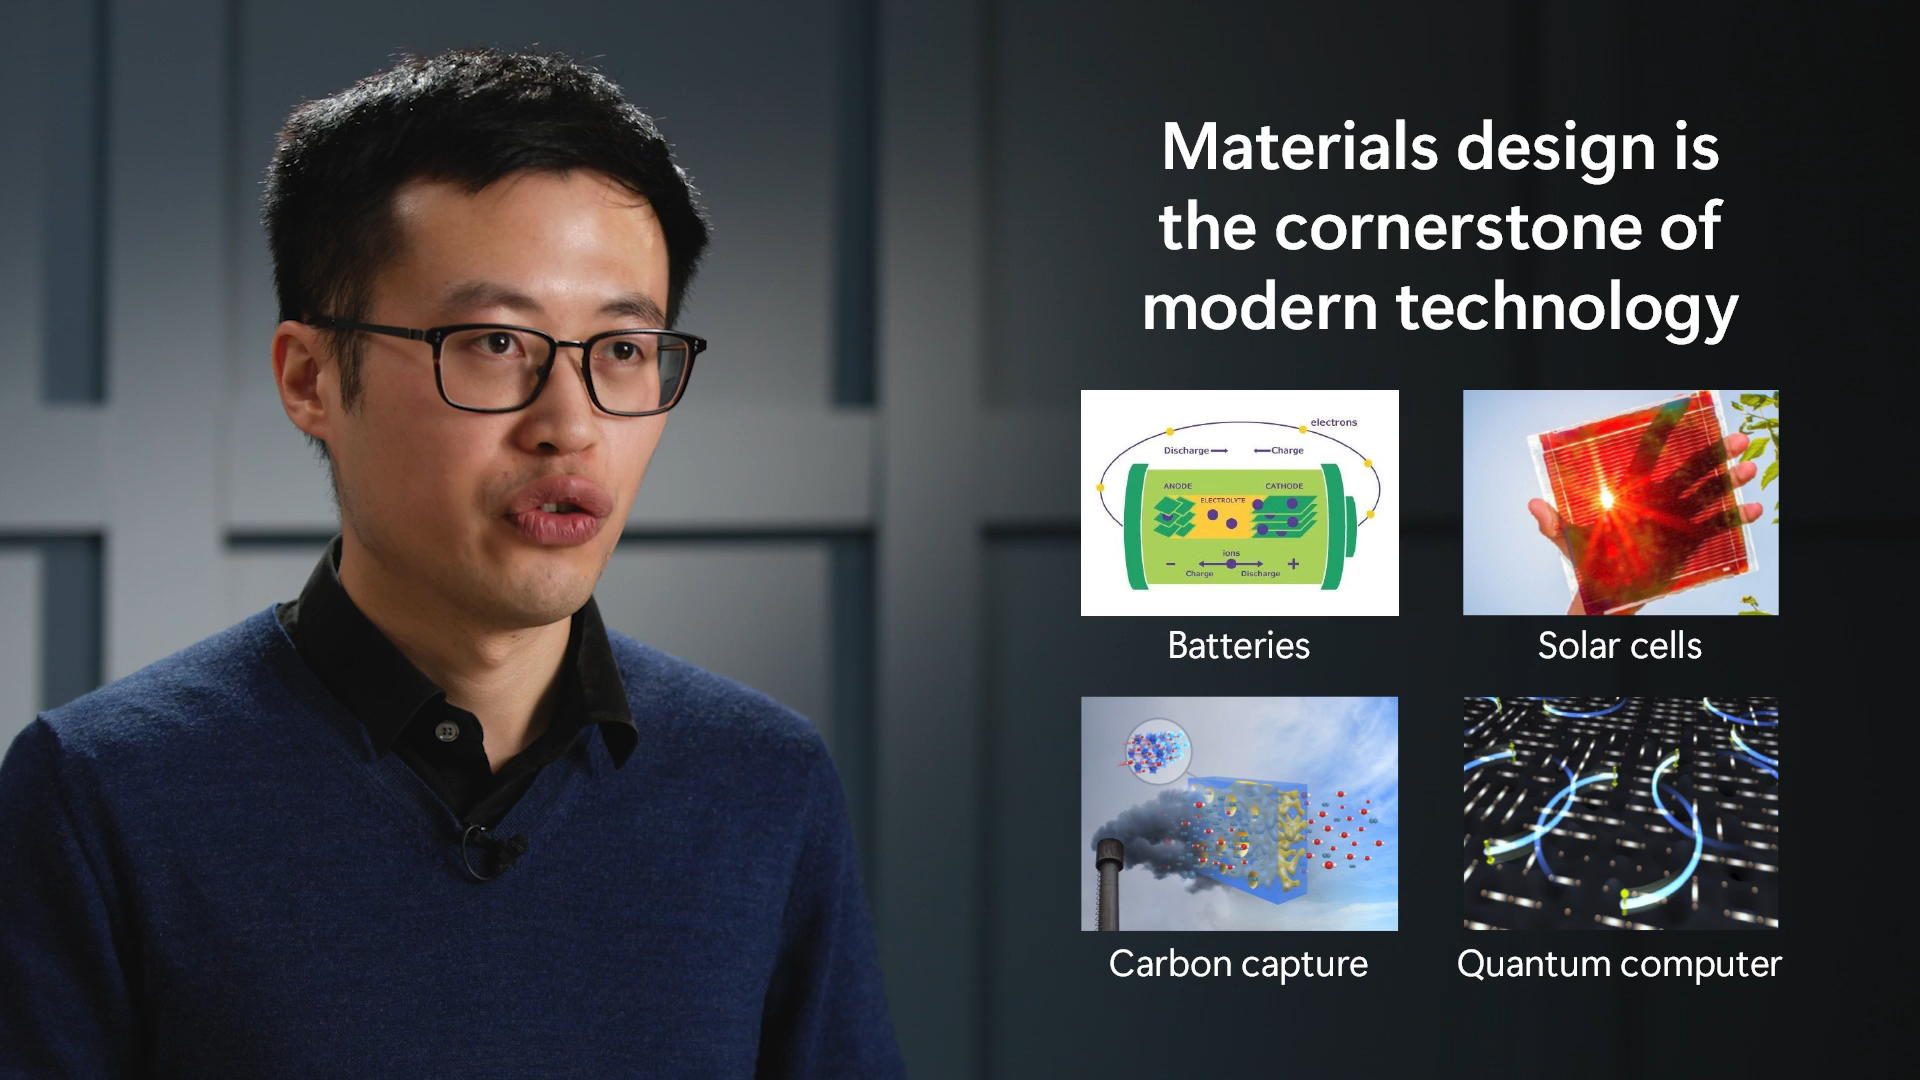 Materials design is
the cornerstone of
modern technology
electrons
Discharge
Charge
ANODE
ELECTROLYTE
CATHODE
ions
- +
Charge
Discharge
Batteries
Solar cells
Carbon capture
Quantum computer